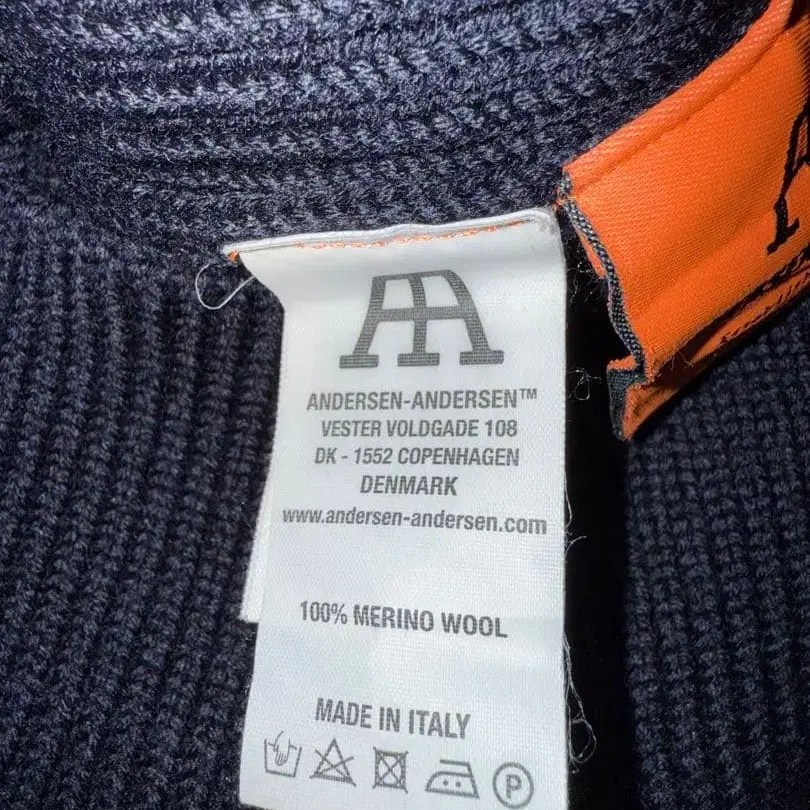 ANDERSEN-ANDERSEN™
VESTER VOLDGADE 108
DK - 1552 COPENHAGEN
DENMARK
www.andersen-andersen.com
100% MERINO WOOL
MADE IN ITALY
P